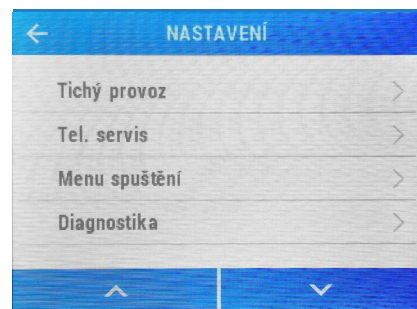 NASTAVENÍ
Tichý provoz
Tel. servis
Menu spuštění
Diagnostika